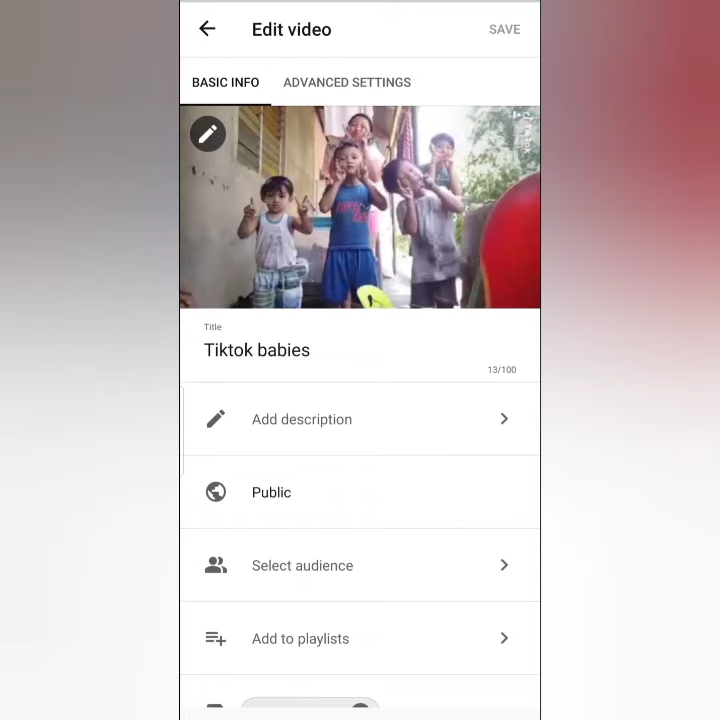 Edit video
SAVE
BASIC INFO
ADVANCED SETTINGS
Title
Tiktok babies
13/100
Add description
Public
Select audience
Add to playlists